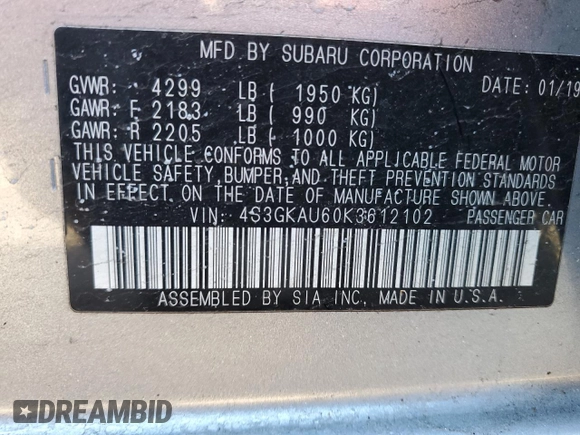 MFD BY SUBARU CORPORATION
GVWR: 4299 LB ( 1950 KG) DATE: 01/19
GAWR: F 2183 LB ( 990 KG)
GAWR: R 2205 LB ( 1000 KG)
THIS VEHICLE CONFORMS TO ALL APPLICABLE FEDERAL MOTOR
VEHICLE SAFETY, BUMPER, AND THEFT PREVENTION STANDARDS
IN EFFECT ON THE DATE OF MANUFACTURE SHOWN ABOVE.
VIN: 4S3GKAU60K3612102 PASSENGER CAR
ASSEMBLED BY SIA INC. MADE IN U.S.A.
DREAMBID